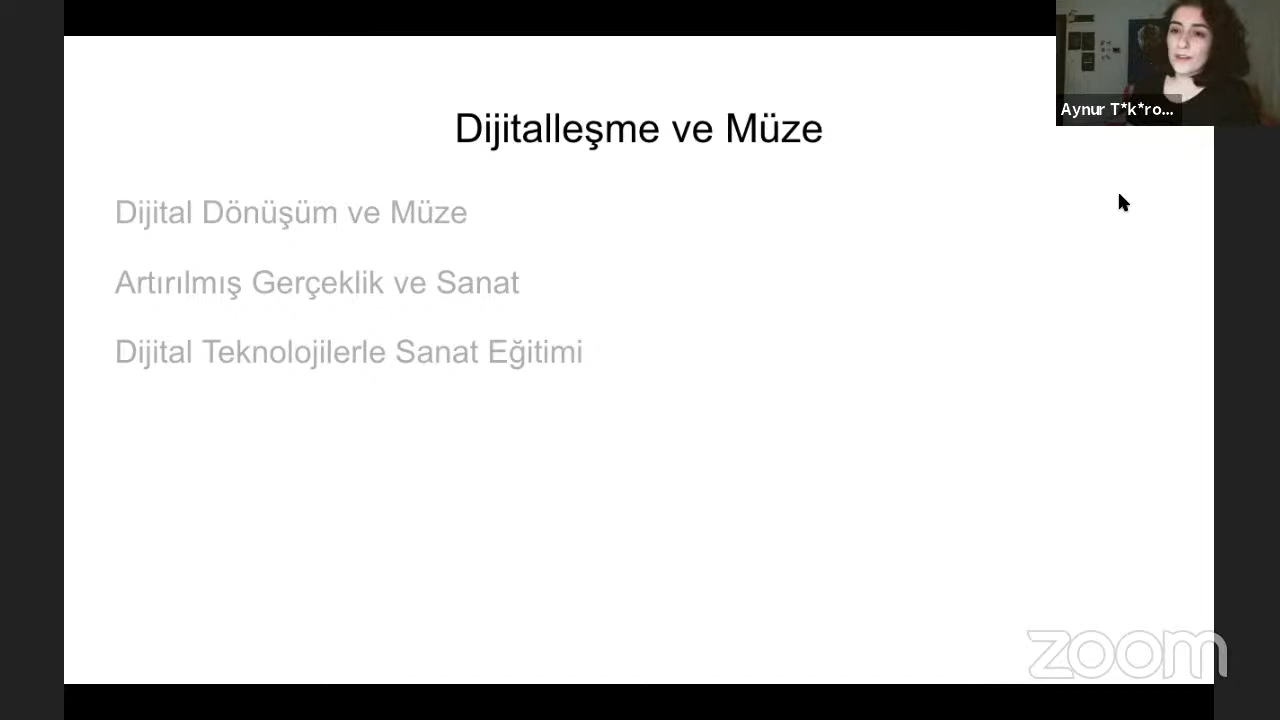 Dijitalleşme ve Müze
Aynur T*k*ro...
Dijital Dönüşüm ve Müze
Artırılmış Gerçeklik ve Sanat
Dijital Teknolojilerle Sanat Eğitimi
zoom